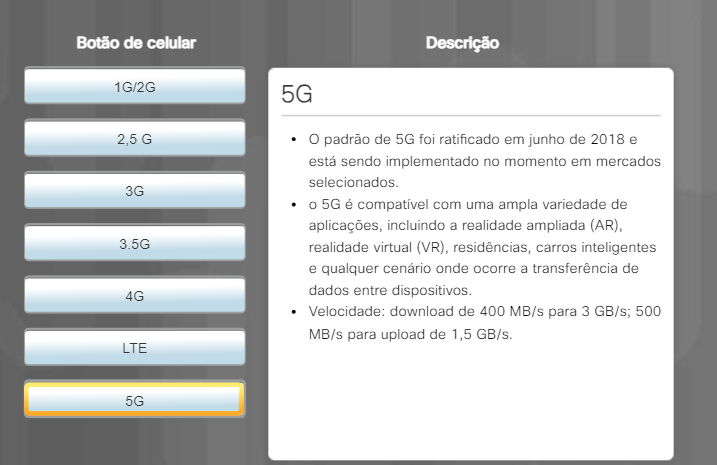 Botão de celular
Descrição
1G/2G
2,5 G
3G
3.5G
4G
LTE
5G
5G
• O padrão de 5G foi ratificado em junho de 2018 e
está sendo implementado no momento em mercados
selecionados.
• o 5G é compatível com uma ampla variedade de
aplicações, incluindo a realidade ampliada (AR),
realidade virtual (VR), residências, carros inteligentes
e qualquer cenário onde ocorre a transferência de
dados entre dispositivos.
• Velocidade: download de 400 MB/s para 3 GB/s; 500
MB/s para upload de 1,5 GB/s.